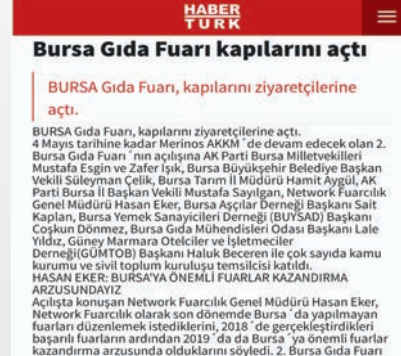 HABER
TURK
Bursa Gıda Fuarı kapılarını açtı
BURSA Gıda Fuarı, kapılarını ziyaretçilerine
açtı.
BURSA Gıda Fuarı, kapılarını ziyaretçilerine açtı.
4 Mayıs tarihine kadar Merinos AKKM´de devam edecek olan 2.
Bursa Gıda Fuarı´nın açılışına AK Parti Bursa Milletvekilleri
Mustafa Esgin ve Zafer Işık, Bursa Büyükşehir Belediye Başkan
Vekili Süleyman Çelik, Bursa Tarım İl Müdürü Hamit Aygül, AK
Parti Bursa İl Başkan Vekili Mustafa Sayılgan, Network Fuarcılık
Genel Müdürü Hasan Eker, Bursa Aşçılar Derneği Başkanı Sait
Kaplan, Bursa Yemek Sanayicileri Derneği (BUYSAD) Başkanı
Coşkun Dönmez, Bursa Gıda Mühendisleri Odası Başkanı Lale
Yıldız, Güney Marmara Otelciler ve İşletmeciler
Derneği(GÜMTOB) Başkanı Haluk Beceren ile çok sayıda kamu
kurumu ve sivil toplum kuruluşu temsilcisi katıldı.
HASAN EKER: BURSA'YA ÖNEMLİ FUARLAR KAZANDIRMA
ARZUSUNDAYIZ
Açılışta konuşan Network Fuarcılık Genel Müdürü Hasan Eker,
Network Fuarcılık olarak son dönemde Bursa´da yapılmayan
fuarları düzenlemek istediklerini, 2018´de gerçekleştirdikleri
başarılı fuarların ardından 2019´da da Bursa´ya önemli fuarlar
kazandırma arzusunda olduklarını söyledi. 2. Bursa Gıda Fuarı